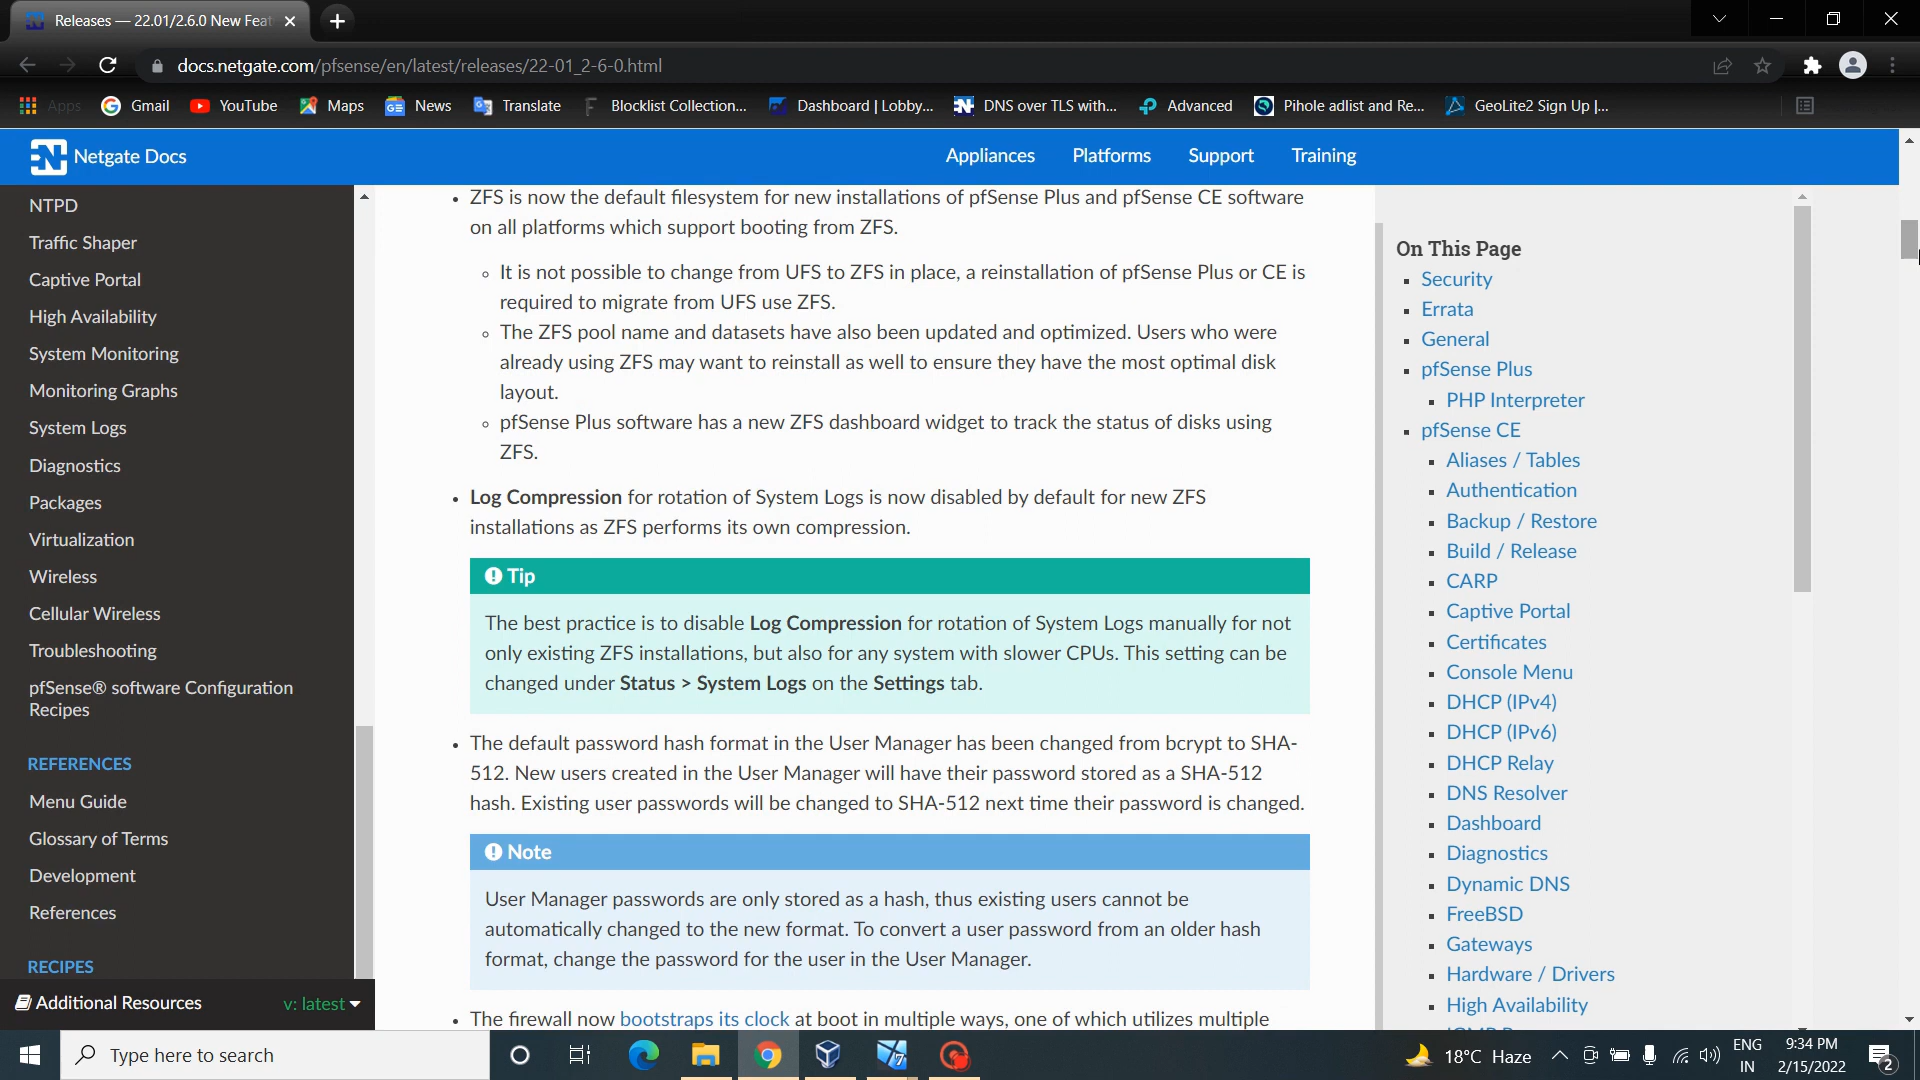 Releases — 22.01/2.6.0 New Feat
docs.netgate.com/pfsense/en/latest/releases/22-01_2-6-0.html
Apps
Gmail
YouTube
Maps
News
Translate
Blocklist Collection...
Dashboard | Lobby...
DNS over TLS with...
Advanced
Pihole adlist and Re...
GeoLite2 Sign Up |...
Netgate Docs
Appliances
Platforms
Support
Training
NTPD
Traffic Shaper
Captive Portal
High Availability
System Monitoring
Monitoring Graphs
System Logs
Diagnostics
Packages
Virtualization
Wireless
Cellular Wireless
Troubleshooting
pfSense® software Configuration
Recipes
REFERENCES
Menu Guide
Glossary of Terms
Development
References
RECIPES
Additional Resources
v: latest
ZFS is now the default filesystem for new installations of pfSense Plus and pfSense CE software
on all platforms which support booting from ZFS.
It is not possible to change from UFS to ZFS in place, a reinstallation of pfSense Plus or CE is
required to migrate from UFS use ZFS.
The ZFS pool name and datasets have also been updated and optimized. Users who were
already using ZFS may want to reinstall as well to ensure they have the most optimal disk
layout.
pfSense Plus software has a new ZFS dashboard widget to track the status of disks using
ZFS.
Log Compression for rotation of System Logs is now disabled by default for new ZFS
installations as ZFS performs its own compression.
Tip
The best practice is to disable Log Compression for rotation of System Logs manually for not
only existing ZFS installations, but also for any system with slower CPUs. This setting can be
changed under Status > System Logs on the Settings tab.
The default password hash format in the User Manager has been changed from bcrypt to SHA-
512. New users created in the User Manager will have their password stored as a SHA-512
hash. Existing user passwords will be changed to SHA-512 next time their password is changed.
Note
User Manager passwords are only stored as a hash, thus existing users cannot be
automatically changed to the new format. To convert a user password from an older hash
format, change the password for the user in the User Manager.
The firewall now bootstraps its clock at boot in multiple ways, one of which utilizes multiple
On This Page
Security
Errata
General
pfSense Plus
PHP Interpreter
pfSense CE
Aliases / Tables
Authentication
Backup / Restore
Build / Release
CARP
Captive Portal
Certificates
Console Menu
DHCP (IPv4)
DHCP (IPv6)
DHCP Relay
DNS Resolver
Dashboard
Diagnostics
Dynamic DNS
FreeBSD
Gateways
Hardware / Drivers
High Availability
Type here to search
18°C Haze
ENG
IN
9:34 PM
2/15/2022
2